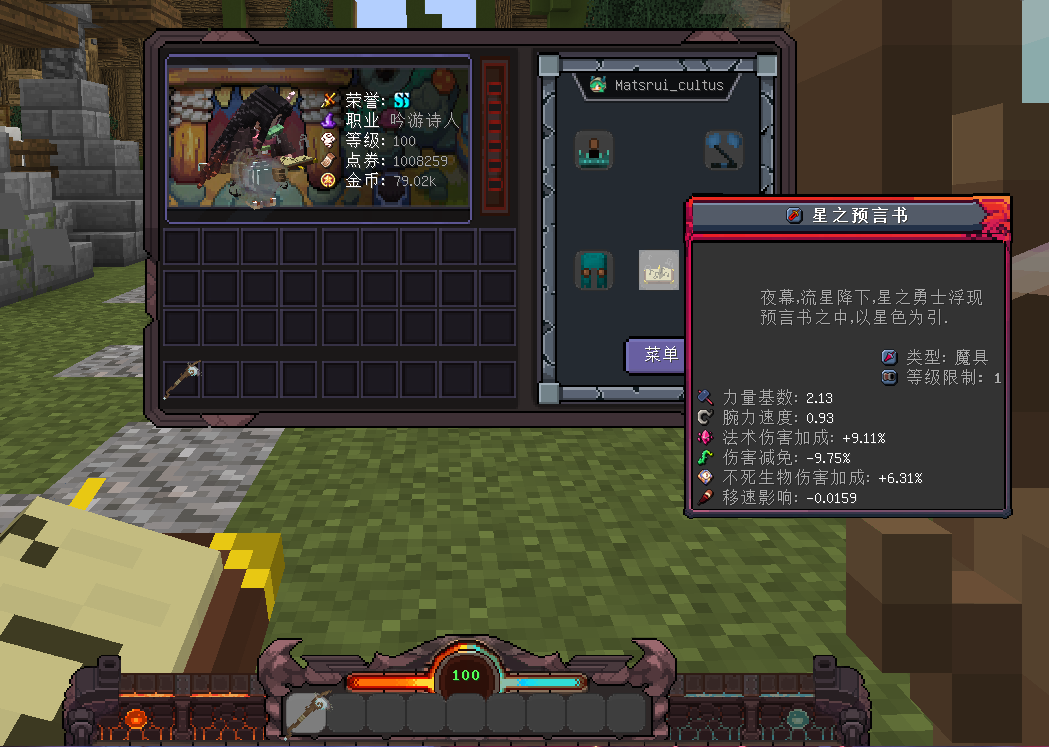 荣誉: SS
职业 吟游诗人
等级: 100
点券: 1008259
金币: 79.02k
Matsrui_cultus
菜单
星之预言书
夜幕,流星降下,星之勇士浮现
预言书之中,以星色为引.
类型: 魔具
等级限制: 1
力量基数: 2.13
腕力速度: 0.93
法术伤害加成: +9.11%
伤害减免: -9.75%
不死生物伤害加成: +6.31%
移速影响: -0.0159
100